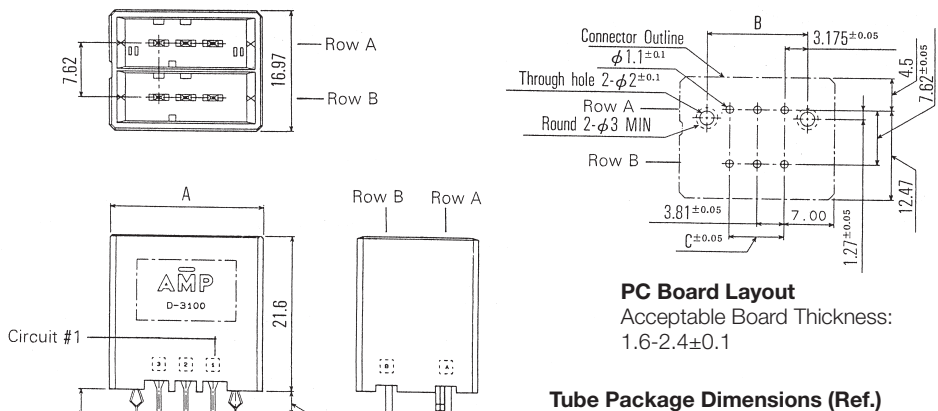 7.62
16.97
Row A
Row B
B
Connector Outline
3.175±0.05
ϕ1.1±0.1
Through hole 2-ϕ2±0.1
Row A
Round 2-ϕ3 MIN
Row B
4.5
7.62±0.05
3.81±0.05
7.00
C±0.05
1.27±0.05
12.47
A
Row B
Row A
AMP
D-3100
21.6
Circuit #1
3
2
1
B
A
PC Board Layout
Acceptable Board Thickness:
1.6-2.4±0.1
Tube Package Dimensions (Ref.)